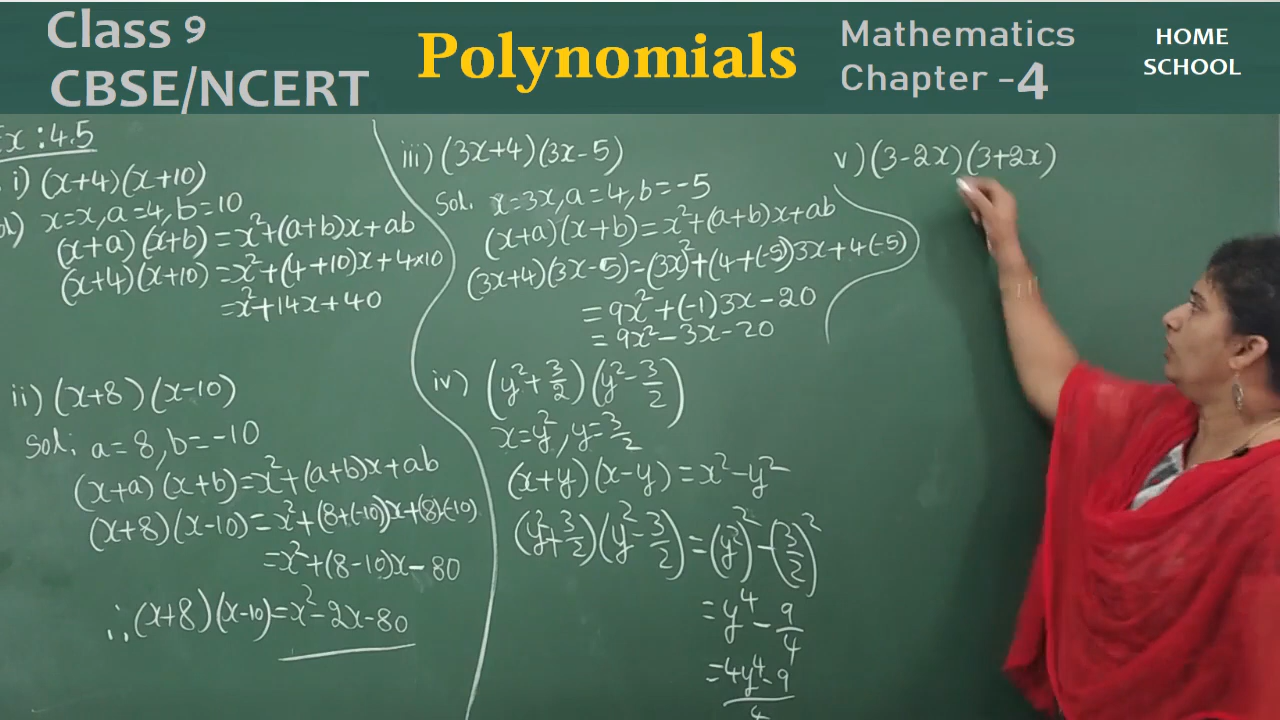 Class 9
CBSE/NCERT
Polynomials
Mathematics
Chapter -4
HOME
SCHOOL
Ex : 4.5
i) (x+4)(x+10)
x=x, a=4, b=10
(x+a)(x+b) = x²+(a+b)x+ab
(x+4)(x+10) = x²+(4+10)x+4×10
= x²+14x+40
ii) (x+8)(x-10)
Sol: a=8, b=-10
(x+a)(x+b) = x²+(a+b)x+ab
(x+8)(x-10) = x²+(8+(-10))x+(8)(-10)
= x²+(8-10)x-80
∴ (x+8)(x-10) = x²-2x-80
iii) (3x+4)(3x-5)
Sol. x=3x, a=4, b=-5
(x+a)(x+b) = x²+(a+b)x+ab
(3x+4)(3x-5) = (3x)²+(4+(-5))3x+4(-5)
= 9x²+(-1)3x-20
= 9x²-3x-20
iv) (y²+3/2)(y²-3/2)
x=y², y=3/2
(x+y)(x-y) = x²-y²
(y²+3/2)(y²-3/2) = (y²)²-(3/2)²
= y⁴-9/4
= 4y⁴-9/4
v) (3-2x)(3+2x)